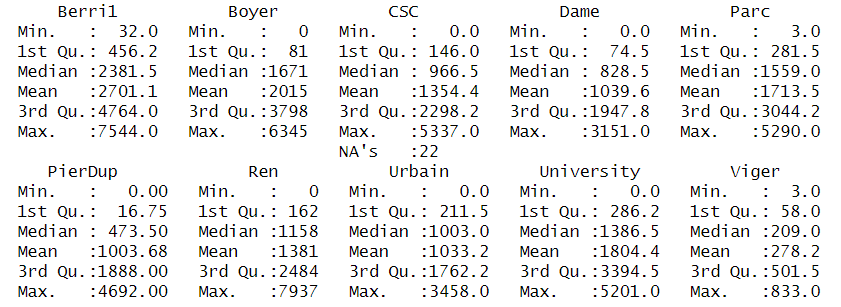 Berri1          Boyer           CSC              Dame             Parc
 Min.   :  32.0   Min.   :   0   Min.   :   0.0   Min.   :   0.0   Min.   :   3.0
 1st Qu.: 456.2   1st Qu.:  81   1st Qu.: 146.0   1st Qu.:  74.5   1st Qu.: 281.5
 Median :2381.5   Median :1671   Median : 966.5   Median : 828.5   Median :1559.0
 Mean   :2701.1   Mean   :2015   Mean   :1354.4   Mean   :1039.6   Mean   :1713.5
 3rd Qu.:4764.0   3rd Qu.:3798   3rd Qu.:2298.2   3rd Qu.:1947.8   3rd Qu.:3044.2
 Max.   :7544.0   Max.   :6345   Max.   :5337.0   Max.   :3151.0   Max.   :5290.0
                                 NA's   :22
    PierDup             Ren            Urbain         University         Viger
 Min.   :   0.00   Min.   :   0   Min.   :   0.0   Min.   :   0.0   Min.   :  3.0
 1st Qu.:  16.75   1st Qu.: 162   1st Qu.: 211.5   1st Qu.: 286.2   1st Qu.: 58.0
 Median : 473.50   Median :1158   Median :1003.0   Median :1386.5   Median :209.0
 Mean   :1003.68   Mean   :1381   Mean   :1033.2   Mean   :1804.4   Mean   :278.2
 3rd Qu.:1888.00   3rd Qu.:2484   3rd Qu.:1762.2   3rd Qu.:3394.5   3rd Qu.:501.5
 Max.   :4692.00   Max.   :7937   Max.   :3458.0   Max.   :5201.0   Max.   :833.0